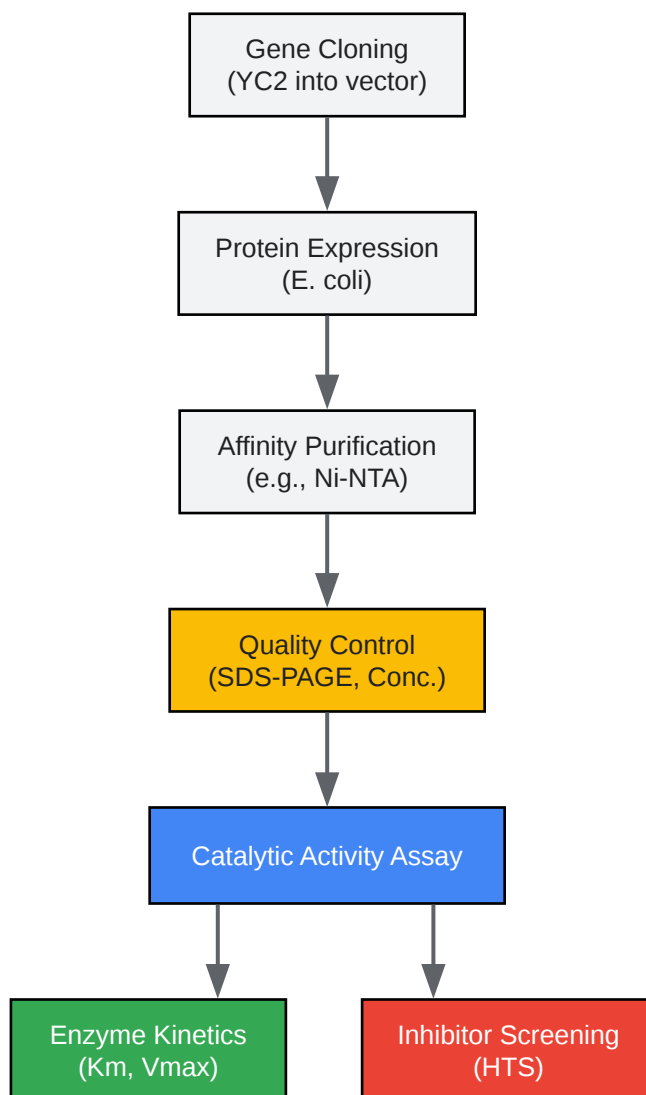 Gene Cloning
(YC2 into vector)
Protein Expression
(E. coli)
Affinity Purification
(e.g., Ni-NTA)
Quality Control
(SDS-PAGE, Conc.)
Catalytic Activity Assay
Enzyme Kinetics
(Km, Vmax)
Inhibitor Screening
(HTS)